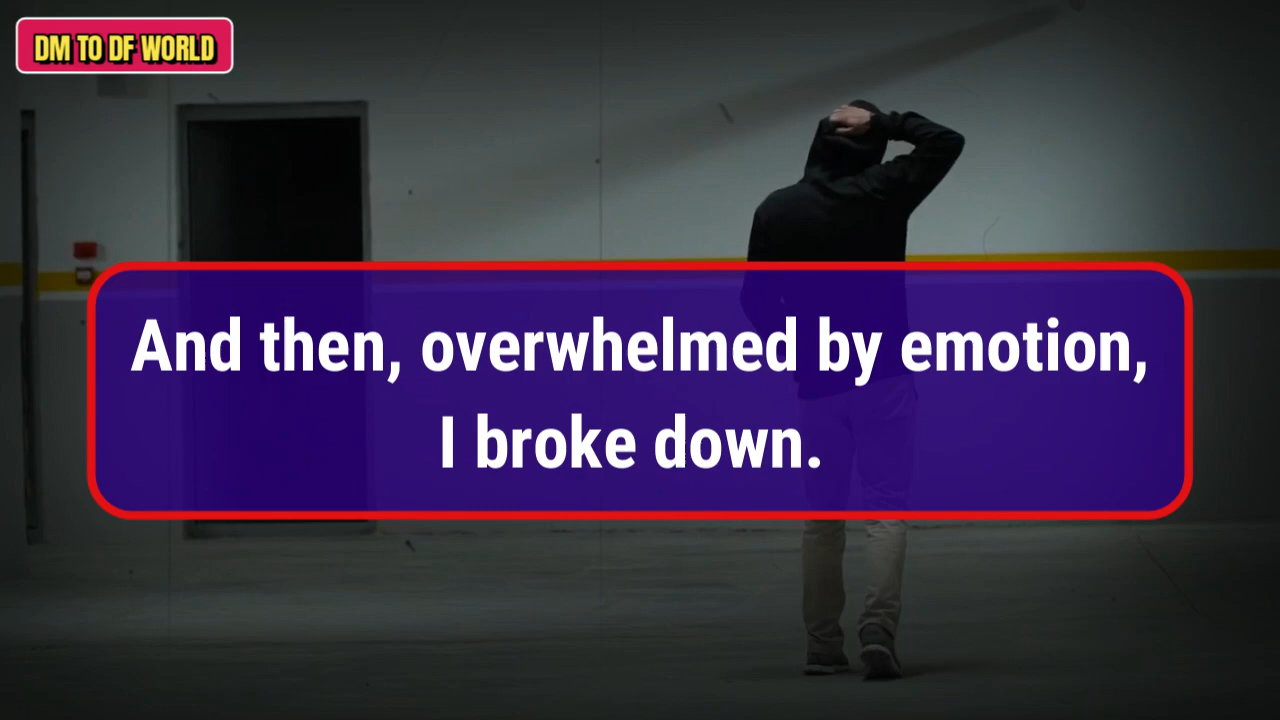 DM TO DF WORLD
And then, overwhelmed by emotion,
I broke down.